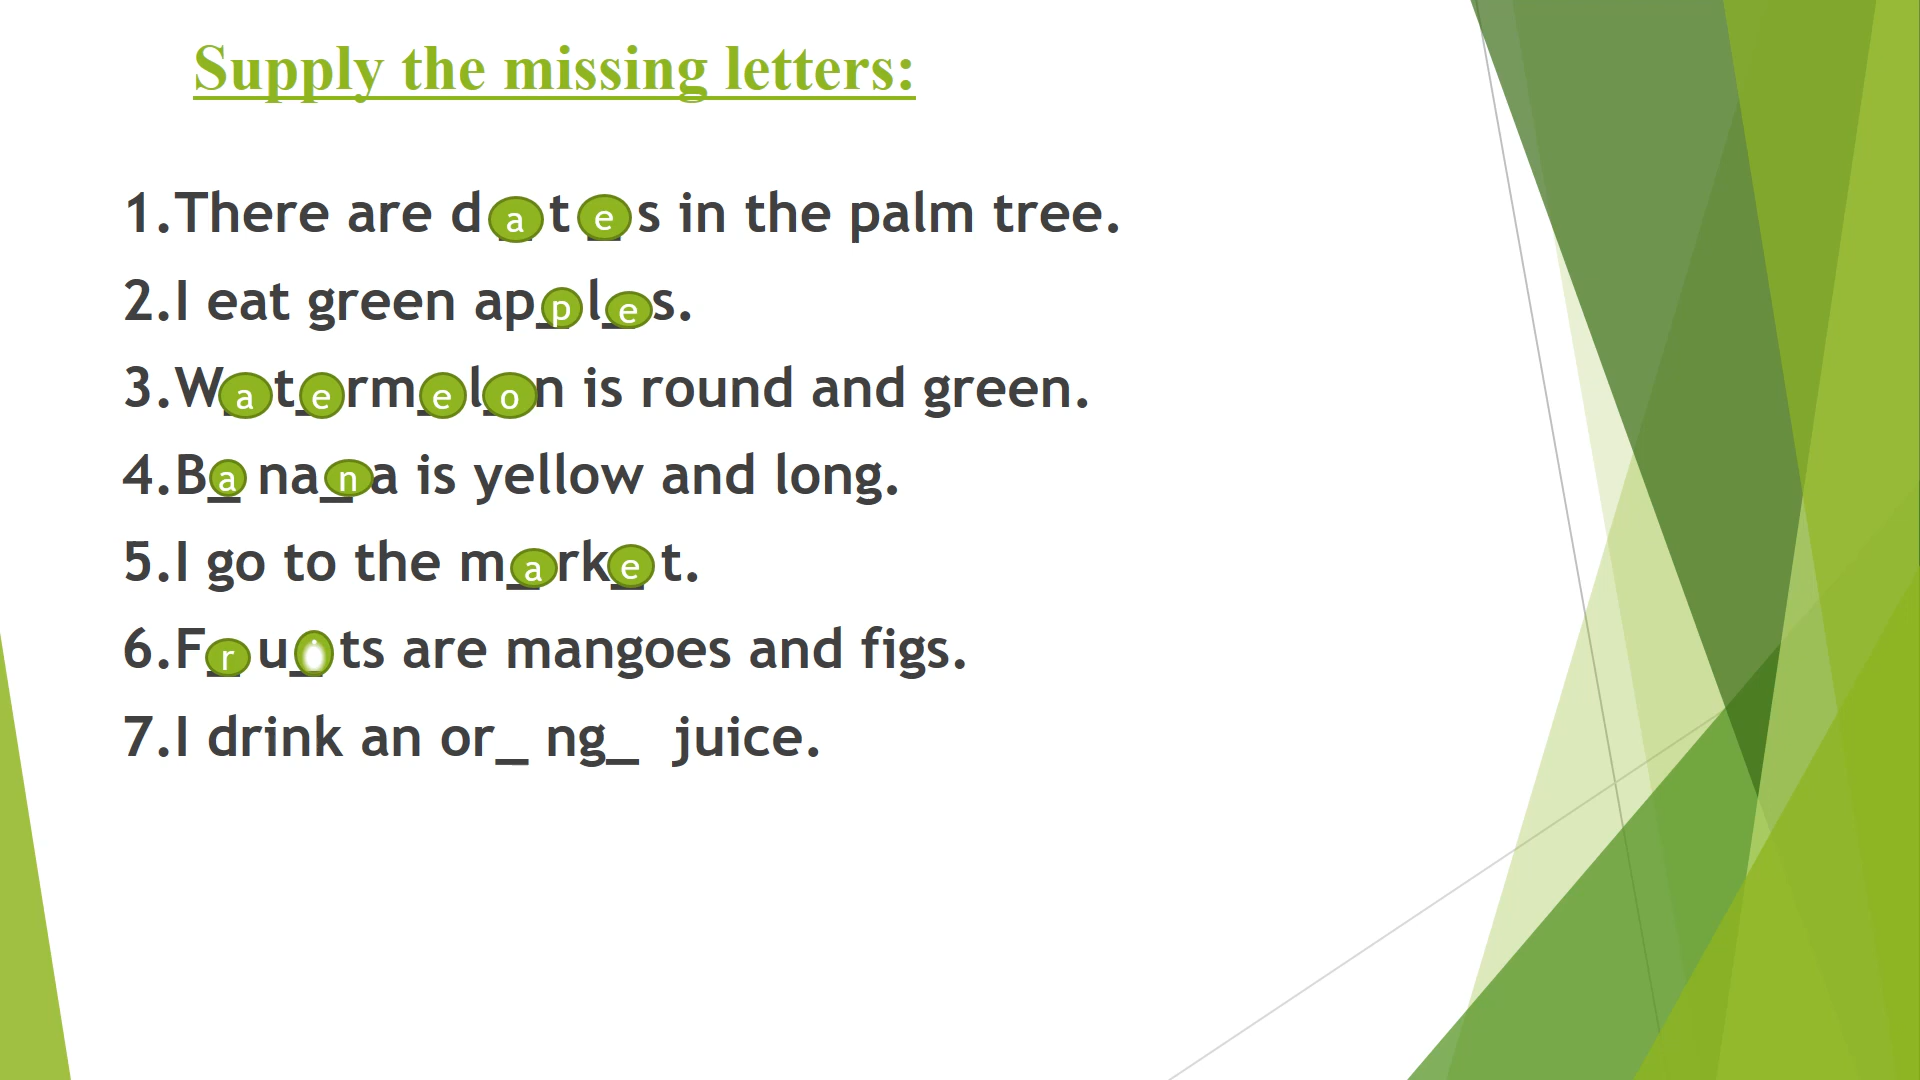 Supply the missing letters:
1.There are dates in the palm tree.
2.I eat green apples.
3.Watermelon is round and green.
4.Banana is yellow and long.
5.I go to the market.
6.Fruits are mangoes and figs.
7.I drink an or_ ng_ juice.